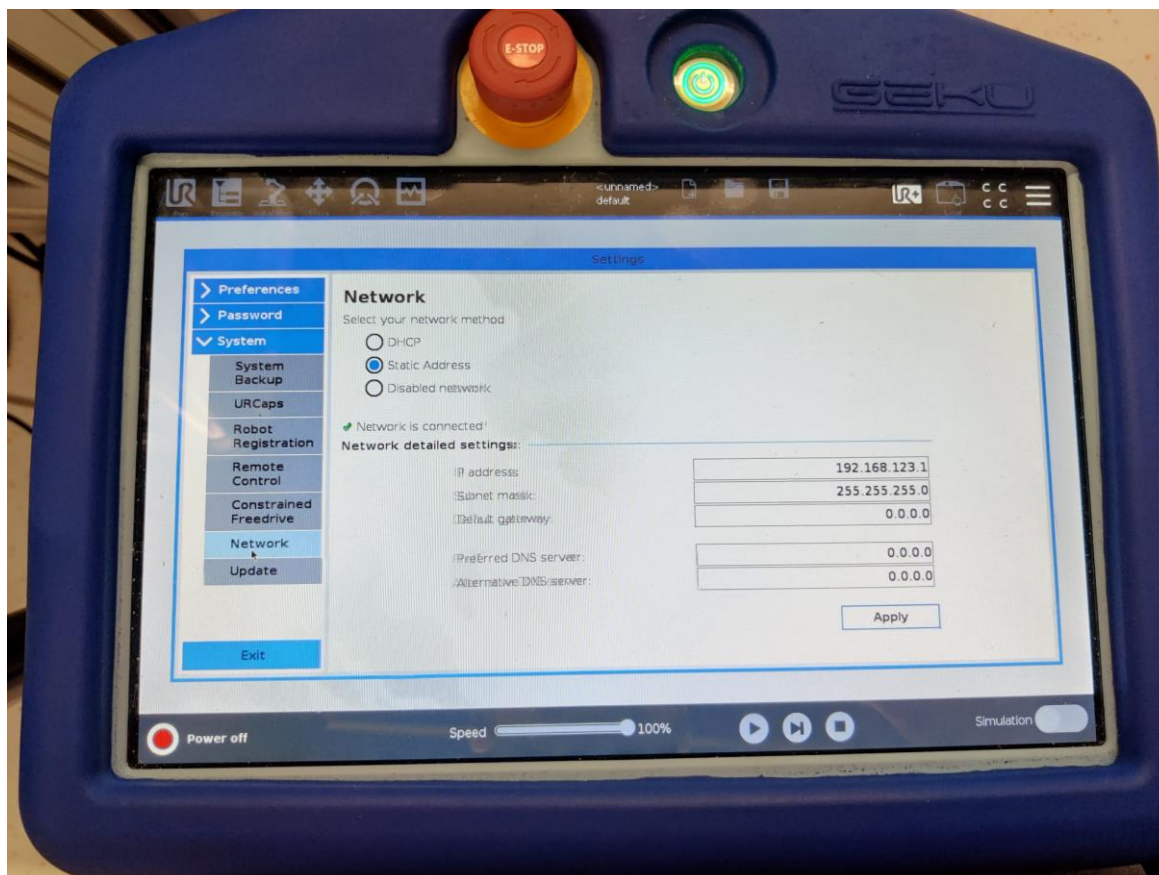 E-STOP
GEKO
UR
<unnamed>
default
UR+
C C
C C
Settings
Preferences
Password
System
System
Backup
URCaps
Robot
Registration
Remote
Control
Constrained
Freedrive
Network
Update
Exit
Network
Select your network method
DHCP
Static Address
Disabled network
Network is connected
Network detailed settings:
IP address:
192.168.123.1
Subnet mask:
255.255.255.0
Default gateway:
0.0.0.0
Preferred DNS server:
0.0.0.0
Alternative DNS server:
0.0.0.0
Apply
Power off
Speed
100%
Simulation